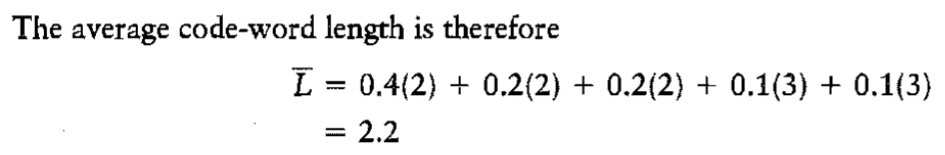 The average code-word length is therefore
L̅ = 0.4(2) + 0.2(2) + 0.2(2) + 0.1(3) + 0.1(3)
= 2.2